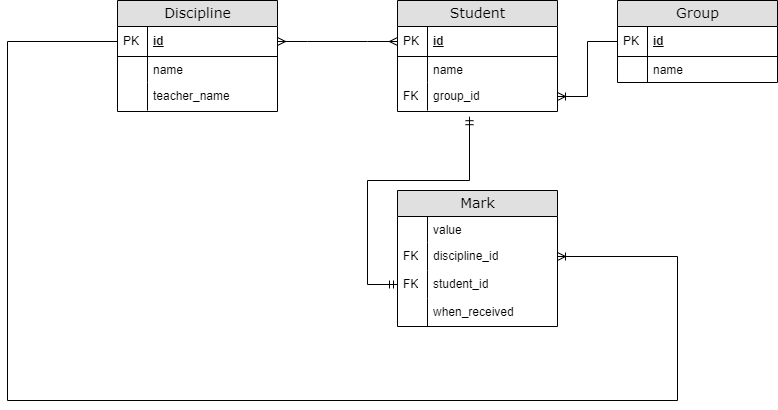 Discipline
PK id
name
teacher_name
Student
PK id
name
FK group_id
Group
PK id
name
Mark
value
FK discipline_id
FK student_id
when_received